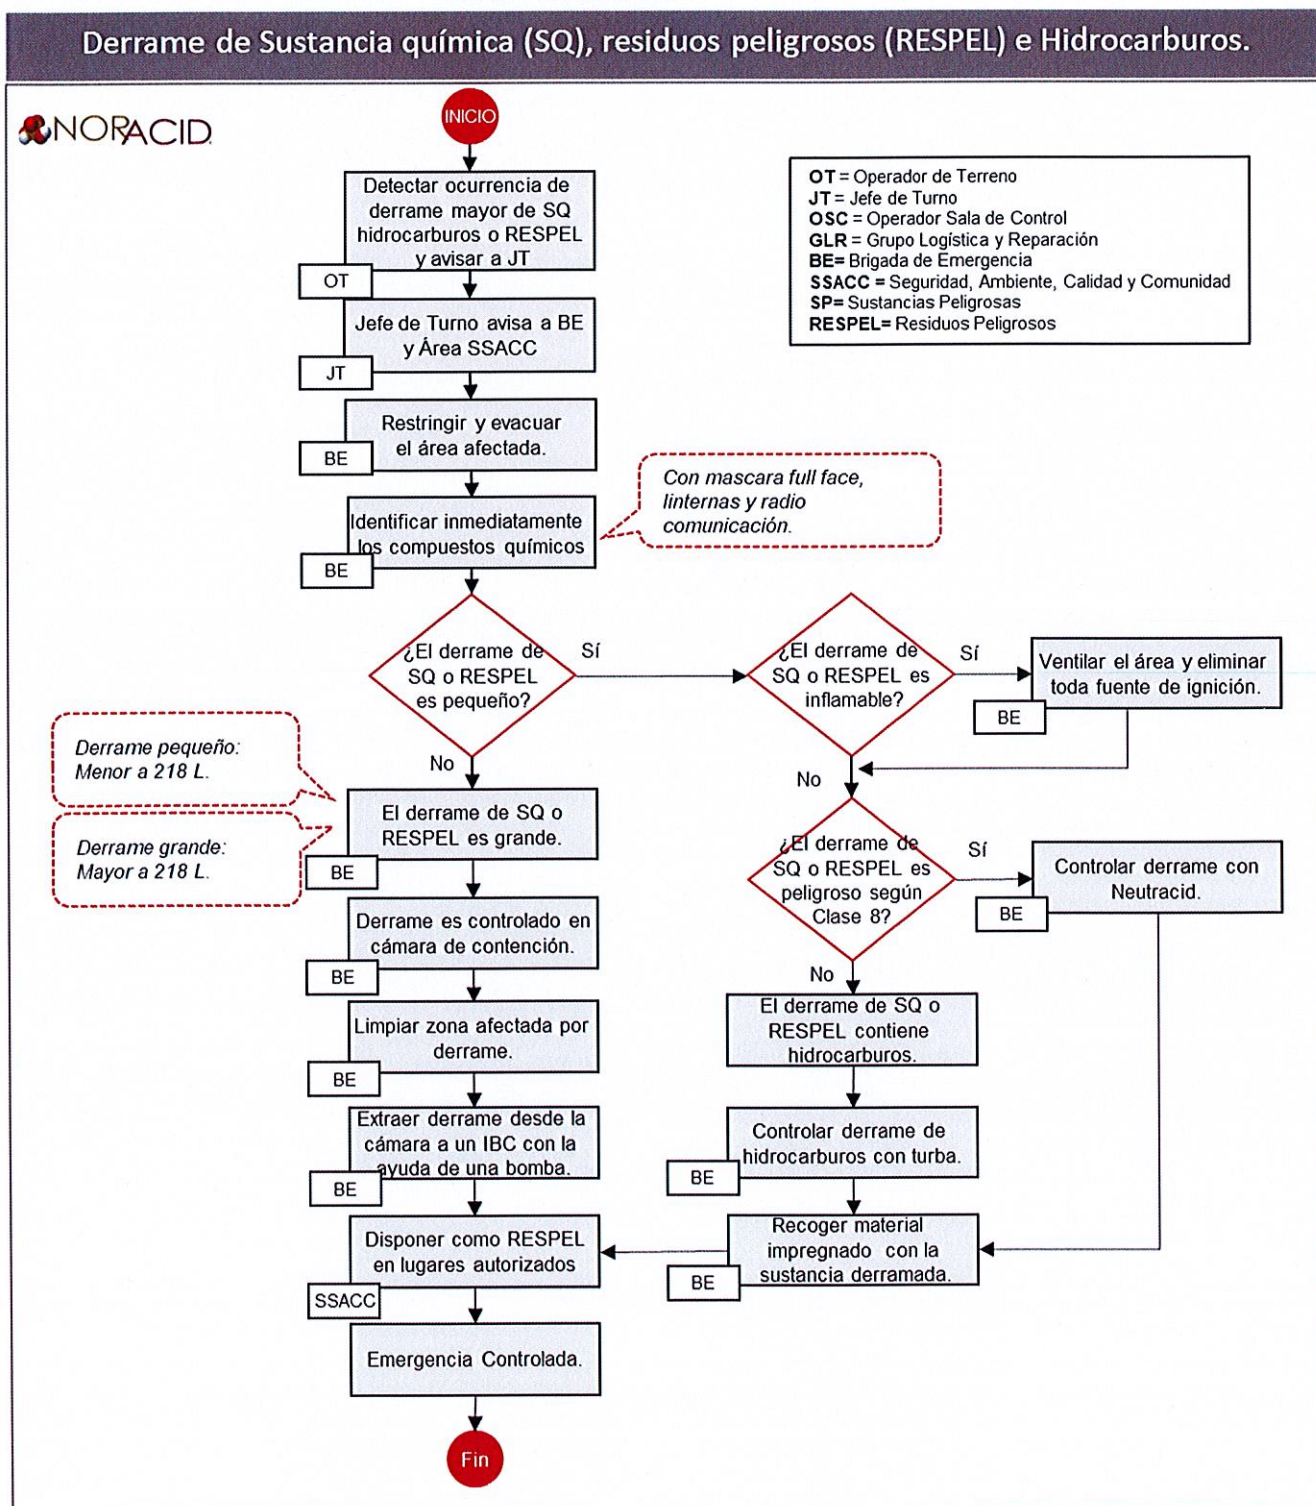 Derrame de Sustancia química (SQ), residuos peligrosos (RESPEL) e Hidrocarburos.
NORACID
INICIO
OT = Operador de Terreno
JT = Jefe de Turno
OSC = Operador Sala de Control
GLR = Grupo Logística y Reparación
BE= Brigada de Emergencia
SSACC = Seguridad, Ambiente, Calidad y Comunidad
SP= Sustancias Peligrosas
RESPEL= Residuos Peligrosos
Detectar ocurrencia de
derrame mayor de SQ
hidrocarburos o RESPEL
y avisar a JT
OT
Jefe de Turno avisa a BE
y Área SSACC
JT
Restringir y evacuar
el área afectada.
BE
Con mascara full face,
linternas y radio
comunicación.
Identificar inmediatamente
los compuestos químicos
BE
¿El derrame de
SQ o RESPEL
es pequeño?
Sí
¿El derrame de
SQ o RESPEL es
inflamable?
Sí
Ventilar el área y eliminar
toda fuente de ignición.
BE
No
No
Derrame pequeño:
Menor a 218 L.
Derrame grande:
Mayor a 218 L.
El derrame de SQ o
RESPEL es grande.
BE
¿El derrame de
SQ o RESPEL es
peligroso según
Clase 8?
Sí
Controlar derrame con
Neutracid.
BE
Derrame es controlado en
cámara de contención.
BE
No
El derrame de SQ o
RESPEL contiene
hidrocarburos.
Limpiar zona afectada por
derrame.
BE
Extraer derrame desde la
cámara a un IBC con la
ayuda de una bomba.
BE
Controlar derrame de
hidrocarburos con turba.
BE
Disponer como RESPEL
en lugares autorizados
SSACC
Recoger material
impregnado con la
sustancia derramada.
BE
Emergencia Controlada.
Fin